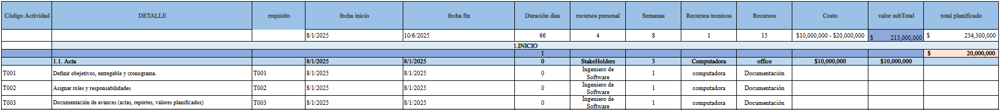 Código Actividad DETALLE requisito fecha inicio fecha fin Duración dias recursos personal Semanas Recursos tecnicos Recursos Costo valor subTotal total planificado
8/1/2025 10/6/2025 66 4 8 1 15 $10,000,000 - $20,000,000 $ 213,000,000 $ 234,300,000
1.INICIO
1 $ 20,000,000
1.1. Acta 8/1/2025 8/1/2025 0 StakeHolders 3 Computadora office $10,000,000 $10,000,000
T001 Definir obejetivos, entregable y cronograma. T001 8/1/2025 8/1/2025 0 Ingeniero de Software 1 computadora Documentación
T002 Asignar roles y responsabilidades T002 8/1/2025 8/1/2025 0 Ingeniero de Software 1 computadora Documentación
T003 Documentación de avances (actas, reportes, valores planificados) T003 8/1/2025 8/1/2025 0 Ingeniero de Software 1 computadora Documentación